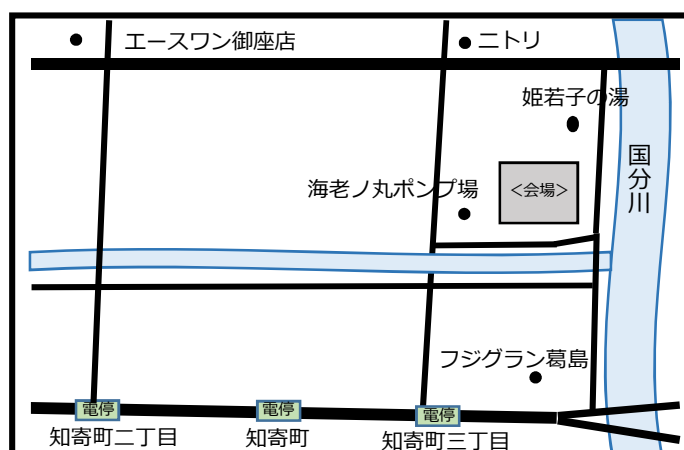 エースワン御座店
ニトリ
姫若子の湯
海老ノ丸ポンプ場
<会場>
国分川
フジグラン葛島
電停
電停
電停
知寄町二丁目
知寄町
知寄町三丁目